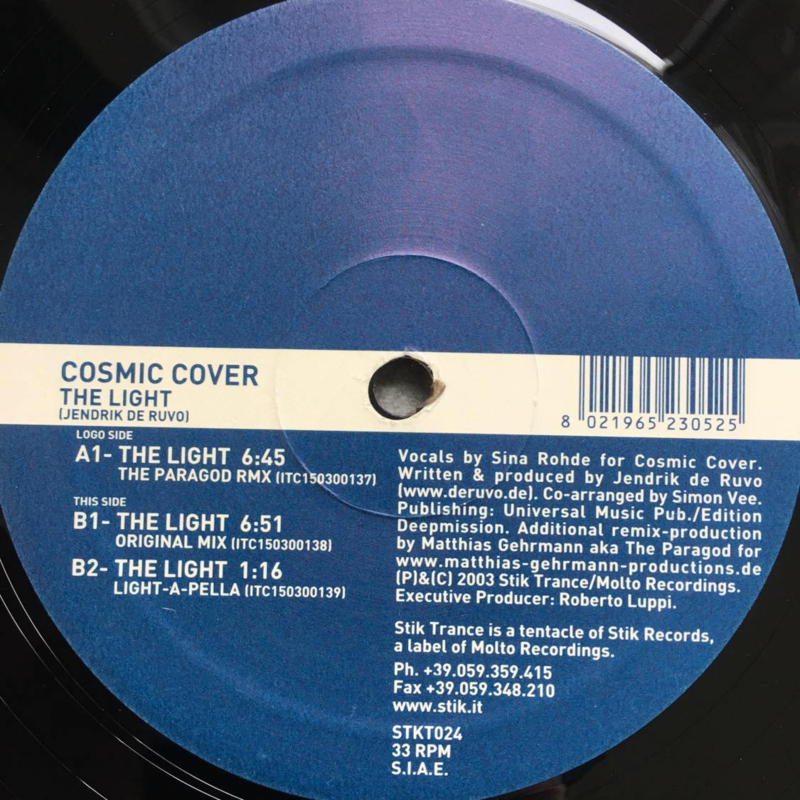 COSMIC COVER
THE LIGHT
(JENDRIK DE RUVO)
8 021965 230525
LOGO SIDE
A1- THE LIGHT 6:45
THE PARAGOD RMX (ITC150300137)
THIS SIDE
B1- THE LIGHT 6:51
ORIGINAL MIX (ITC150300138)
B2- THE LIGHT 1:16
LIGHT-A-PELLA (ITC150300139)
Vocals by Sina Rohde for Cosmic Cover.
Written & produced by Jendrik de Ruvo
(www.deruvo.de). Co-arranged by Simon Vee.
Publishing: Universal Music Pub./Edition
Deepmission. Additional remix-production
by Matthias Gehrmann aka The Paragod for
www.matthias-gehrmann-productions.de
(P)&(C) 2003 Stik Trance/Molto Recordings.
Executive Producer: Roberto Luppi.
Stik Trance is a tentacle of Stik Records,
a label of Molto Recordings.
Ph. +39.059.359.415
Fax +39.059.348.210
www.stik.it
STKT024
33 RPM
S.I.A.E.